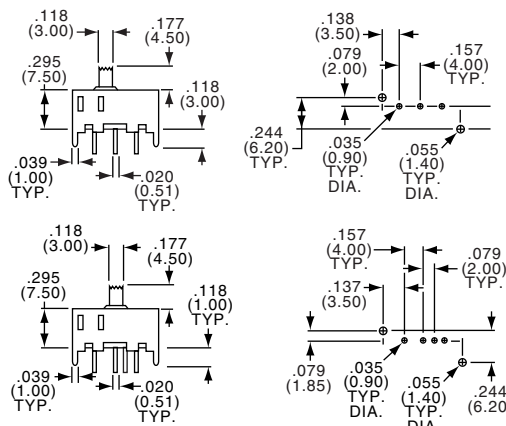 .118
(3.00)
.177
(4.50)
.295
(7.50)
.118
(3.00)
.039
(1.00)
TYP.
.020
(0.51)
TYP.
.138
(3.50)
.079
(2.00)
.157
(4.00)
TYP.
.244
(6.20)
TYP.
.035
(0.90)
TYP.
DIA.
.055
(1.40)
TYP.
DIA.
.118
(3.00)
.177
(4.50)
.295
(7.50)
.118
(1.00)
TYP.
.039
(1.00)
TYP.
.020
(0.51)
TYP.
.157
(4.00)
TYP.
.079
(2.00)
TYP.
.137
(3.50)
.079
(1.85)
.035
(0.90)
TYP.
DIA.
.055
(1.40)
TYP.
DIA.
.244
(6.20